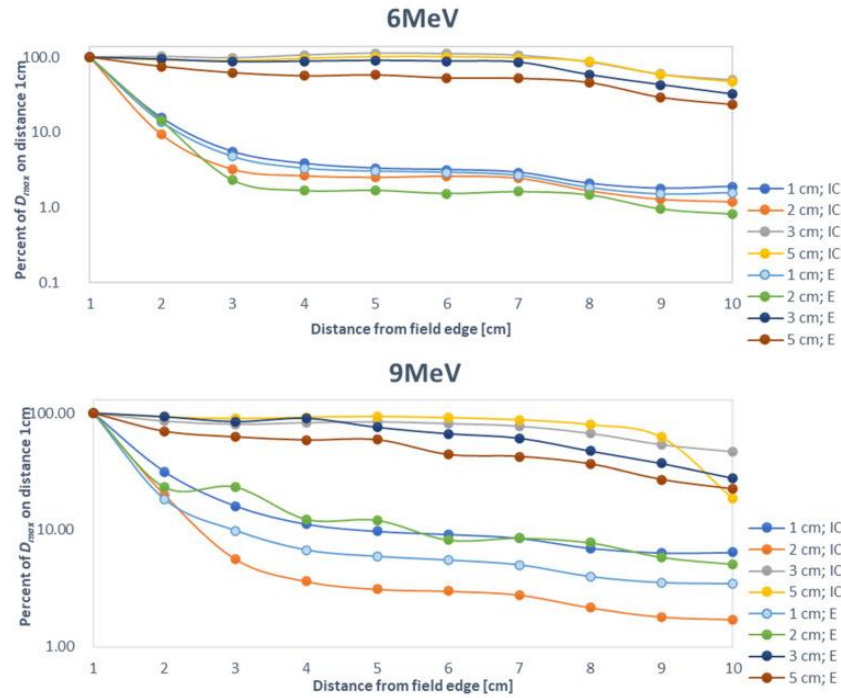 6MeV
Percent of Dmax on distance 1cm
100.0
10.0
1.0
0.1
1 2 3 4 5 6 7 8 9 10
Distance from field edge [cm]
1 cm; IC
2 cm; IC
3 cm; IC
5 cm; IC
1 cm; E
2 cm; E
3 cm; E
5 cm; E
9MeV
Percent of Dmax on distance 1cm
100.00
10.00
1.00
1 2 3 4 5 6 7 8 9 10
Distance from field edge [cm]
1 cm; IC
2 cm; IC
3 cm; IC
5 cm; IC
1 cm; E
2 cm; E
3 cm; E
5 cm; E